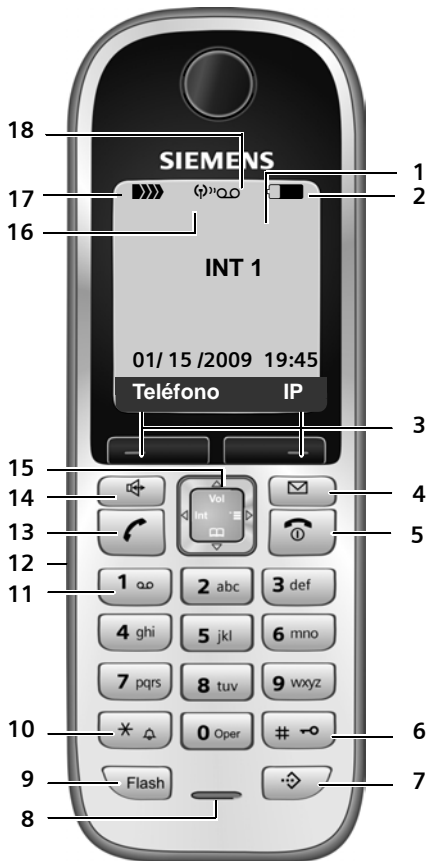 18
SIEMENS
1
17
2
16
INT 1
01/ 15 /2009 19:45
Teléfono IP
3
15
14
Vol
4
Int
13
5
12
11
1
2 abc
3 def
4 ghi
5 jkl
6 mno
7 pqrs
8 tuv
9 wxyz
10
*
0 Oper
#
6
9
Flash
7
8